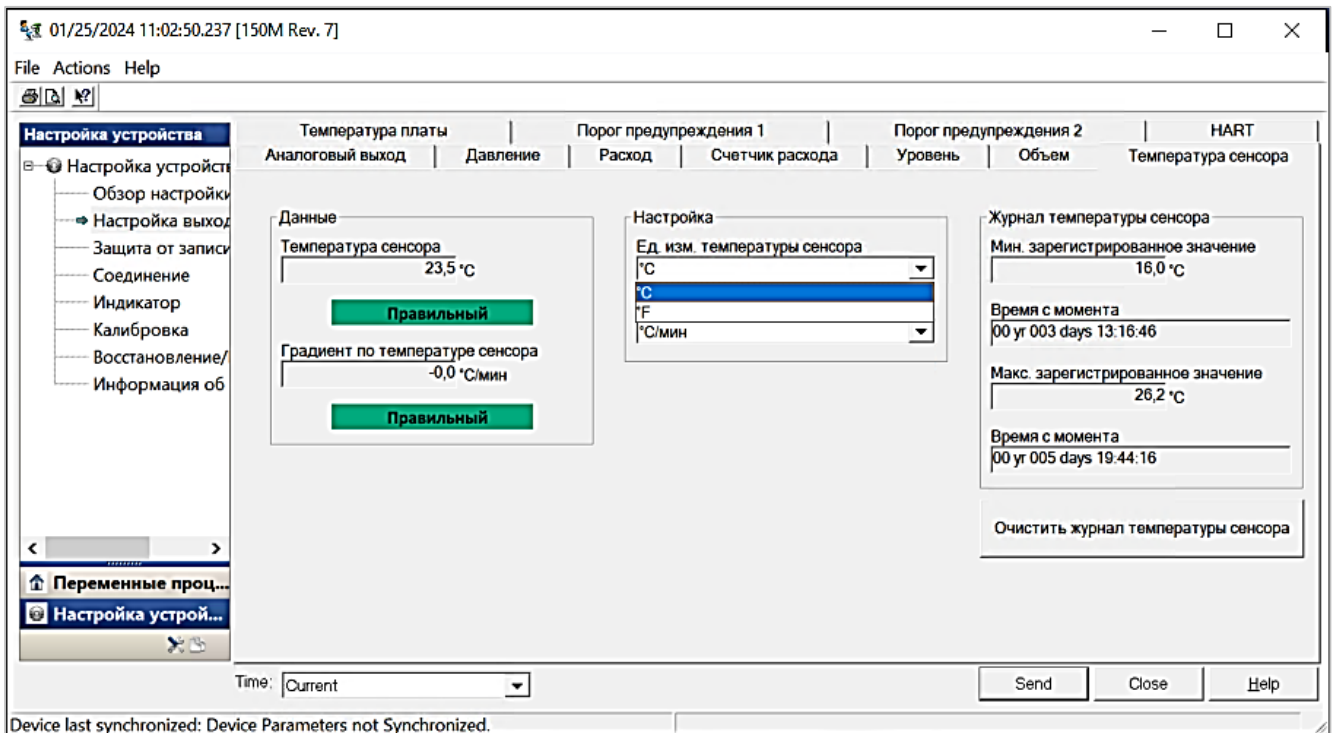 01/25/2024 11:02:50.237 [150M Rev. 7]
File Actions Help
Настройка устройства
Настройка устройств
Обзор настройки
Настройка выход
Защита от записи
Соединение
Индикатор
Калибровка
Восстановление/
Информация об
Переменные проц...
Настройка устрой...
Температура платы
Порог предупреждения 1
Порог предупреждения 2
HART
Аналоговый выход
Давление
Расход
Счетчик расхода
Уровень
Объем
Температура сенсора
Данные
Температура сенсора
23,5 °C
Правильный
Градиент по температуре сенсора
-0,0 °C/мин
Правильный
Настройка
Ед. изм. температуры сенсора
°C
°C
°F
°C/мин
Журнал температуры сенсора
Мин. зарегистрированное значение
16,0 °C
Время с момента
00 yr 003 days 13:16:46
Макс. зарегистрированное значение
26,2 °C
Время с момента
00 yr 005 days 19:44:16
Очистить журнал температуры сенсора
Time: Current
Send
Close
Help
Device last synchronized: Device Parameters not Synchronized.